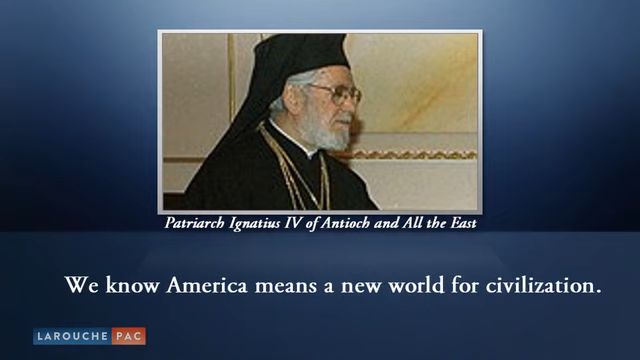 Patriarch Ignatius IV of Antioch and All the East
We know America means a new world for civilization.
LAROUCHE PAC